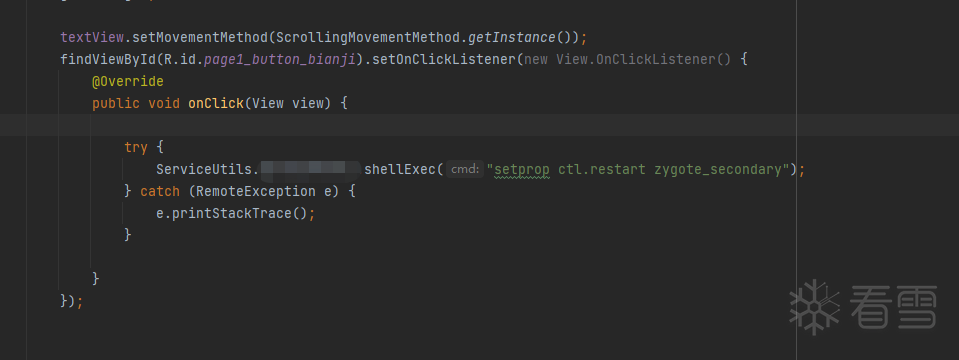 textView.setMovementMethod(ScrollingMovementMethod.getInstance());
findViewById(R.id.page1_button_bianji).setOnClickListener(new View.OnClickListener() {
@Override
public void onClick(View view) {
try {
ServiceUtils. shellExec( cmd: "setprop ctl.restart zygote_secondary");
} catch (RemoteException e) {
e.printStackTrace();
}
}
});
看雪